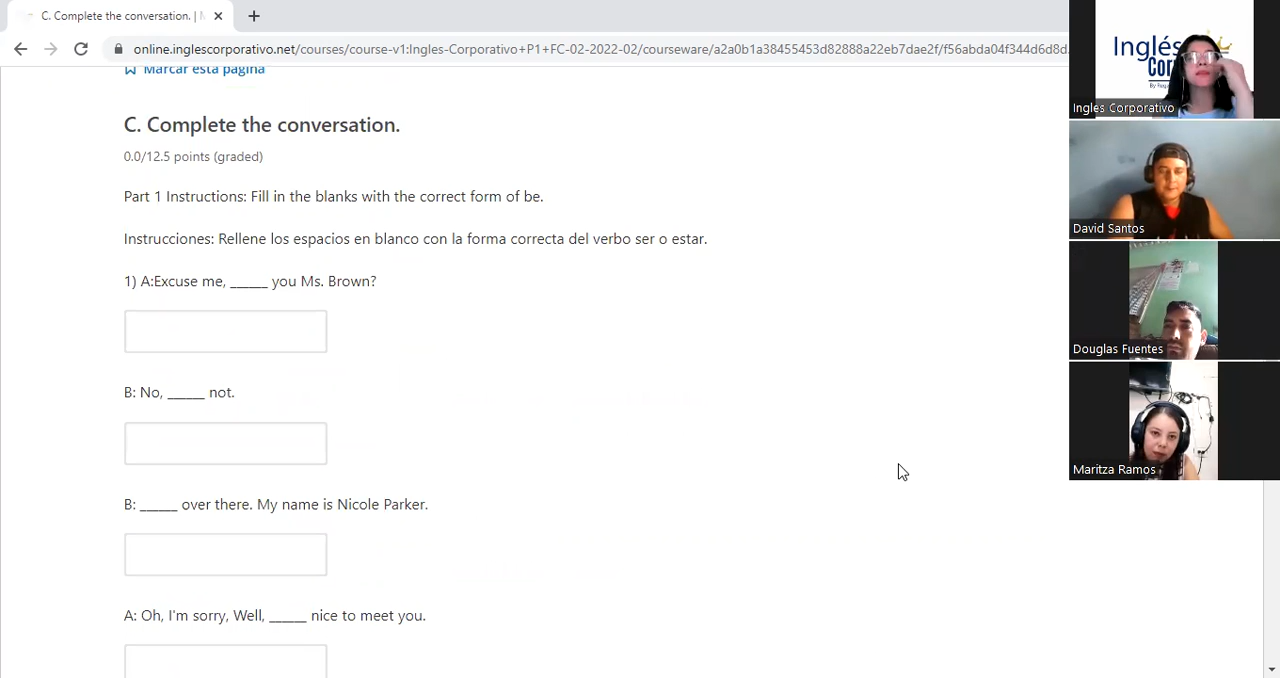 C. Complete the conversation. |
online.inglescorporativo.net/courses/course-v1:Ingles-Corporativo+P1+FC-02-2022-02/courseware/a2a0b1a38455453d82888a22eb7dae2f/f56abda04f344d6d8d
Marcar esta página
C. Complete the conversation.
0.0/12.5 points (graded)
Part 1 Instructions: Fill in the blanks with the correct form of be.
Instrucciones: Rellene los espacios en blanco con la forma correcta del verbo ser o estar.
1) A:Excuse me, ______ you Ms. Brown?
B: No, ______ not.
B: ______ over there. My name is Nicole Parker.
A: Oh, I'm sorry, Well, ______ nice to meet you.
Inglés
Ingles Corporativo
David Santos
Douglas Fuentes
Maritza Ramos